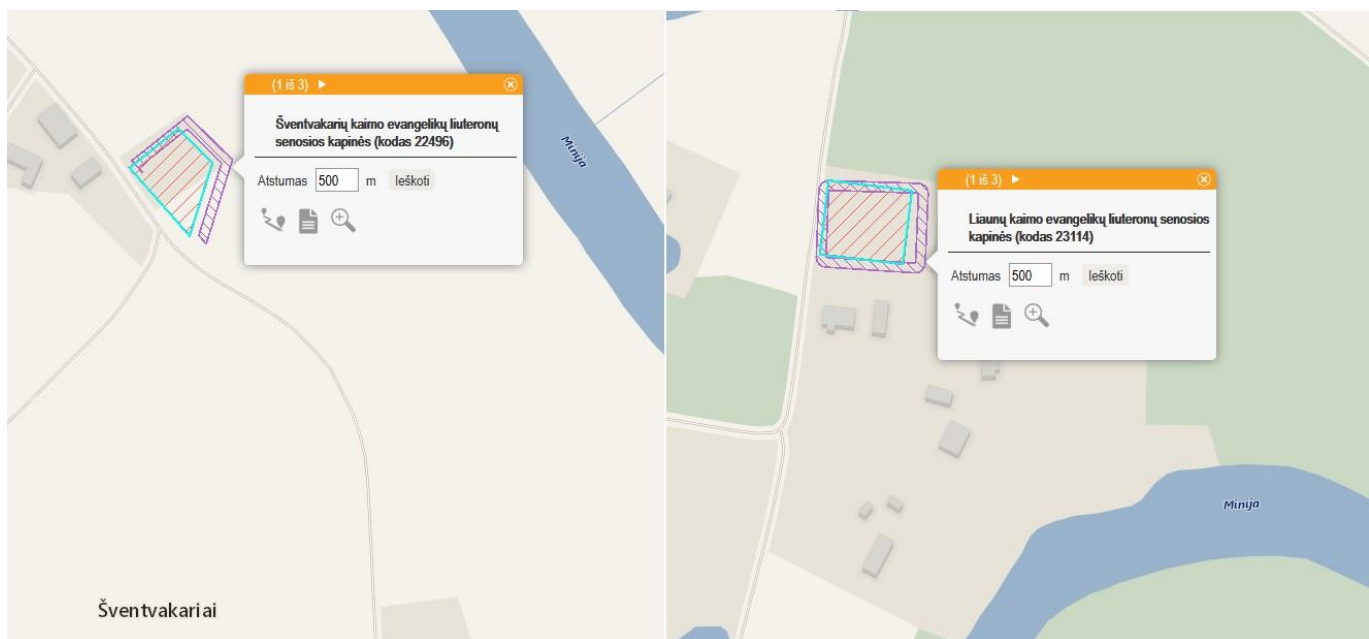 (1 iš 3)
Šventvakarių kaimo evangelikų liuteronų
senosios kapinės (kodas 22496)
Atstumas 500 m Ieškoti
Minija
Šventvakariai
(1 iš 3)
Liaunų kaimo evangelikų liuteronų senosios
kapinės (kodas 23114)
Atstumas 500 m Ieškoti
Minija